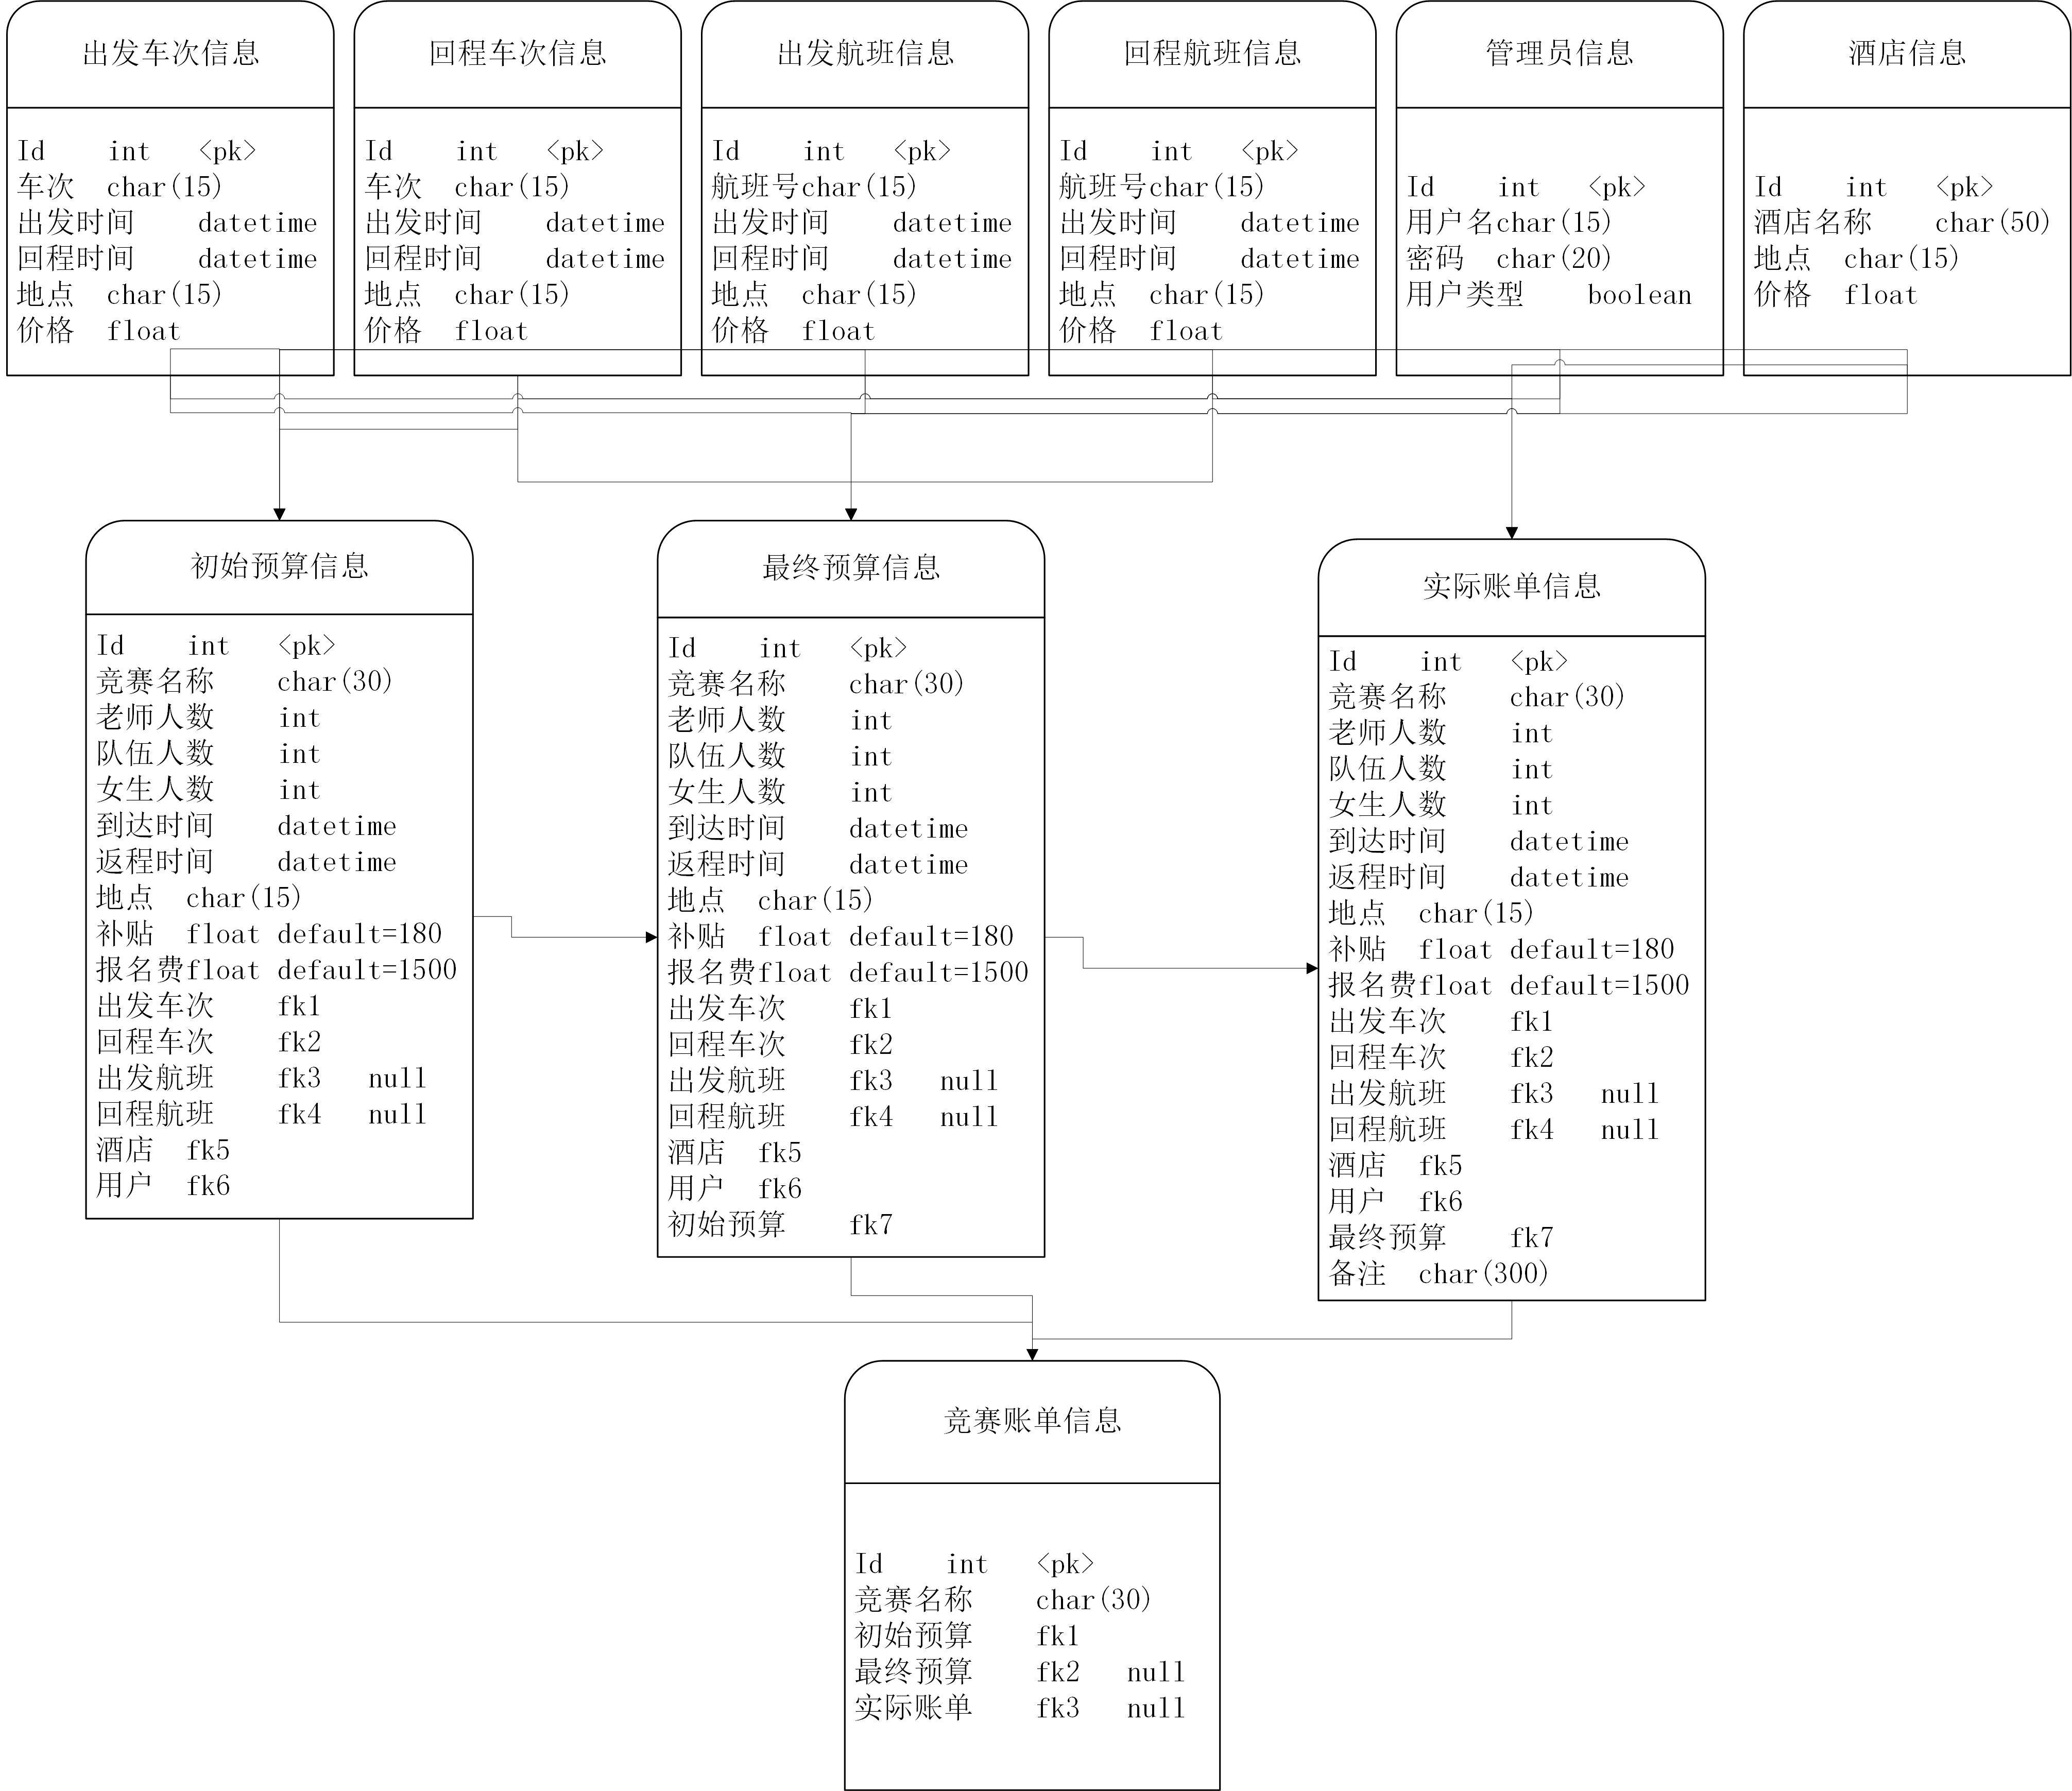 出发车次信息
Id int <pk>
车次 char(15)
出发时间 datetime
回程时间 datetime
地点 char(15)
价格 float
回程车次信息
Id int <pk>
车次 char(15)
出发时间 datetime
回程时间 datetime
地点 char(15)
价格 float
出发航班信息
Id int <pk>
航班号char(15)
出发时间 datetime
回程时间 datetime
地点 char(15)
价格 float
回程航班信息
Id int <pk>
航班号char(15)
出发时间 datetime
回程时间 datetime
地点 char(15)
价格 float
管理员信息
Id int <pk>
用户名char(15)
密码 char(20)
用户类型 boolean
酒店信息
Id int <pk>
酒店名称 char(50)
地点 char(15)
价格 float
初始预算信息
Id int <pk>
竞赛名称 char(30)
老师人数 int
队伍人数 int
女生人数 int
到达时间 datetime
返程时间 datetime
地点 char(15)
补贴 float default=180
报名费float default=1500
出发车次 fk1
回程车次 fk2
出发航班 fk3 null
回程航班 fk4 null
酒店 fk5
用户 fk6
最终预算信息
Id int <pk>
竞赛名称 char(30)
老师人数 int
队伍人数 int
女生人数 int
到达时间 datetime
返程时间 datetime
地点 char(15)
补贴 float default=180
报名费float default=1500
出发车次 fk1
回程车次 fk2
出发航班 fk3 null
回程航班 fk4 null
酒店 fk5
用户 fk6
初始预算 fk7
实际账单信息
Id int <pk>
竞赛名称 char(30)
老师人数 int
队伍人数 int
女生人数 int
到达时间 datetime
返程时间 datetime
地点 char(15)
补贴 float default=180
报名费float default=1500
出发车次 fk1
回程车次 fk2
出发航班 fk3 null
回程航班 fk4 null
酒店 fk5
用户 fk6
最终预算 fk7
备注 char(300)
竞赛账单信息
Id int <pk>
竞赛名称 char(30)
初始预算 fk1
最终预算 fk2 null
实际账单 fk3 null